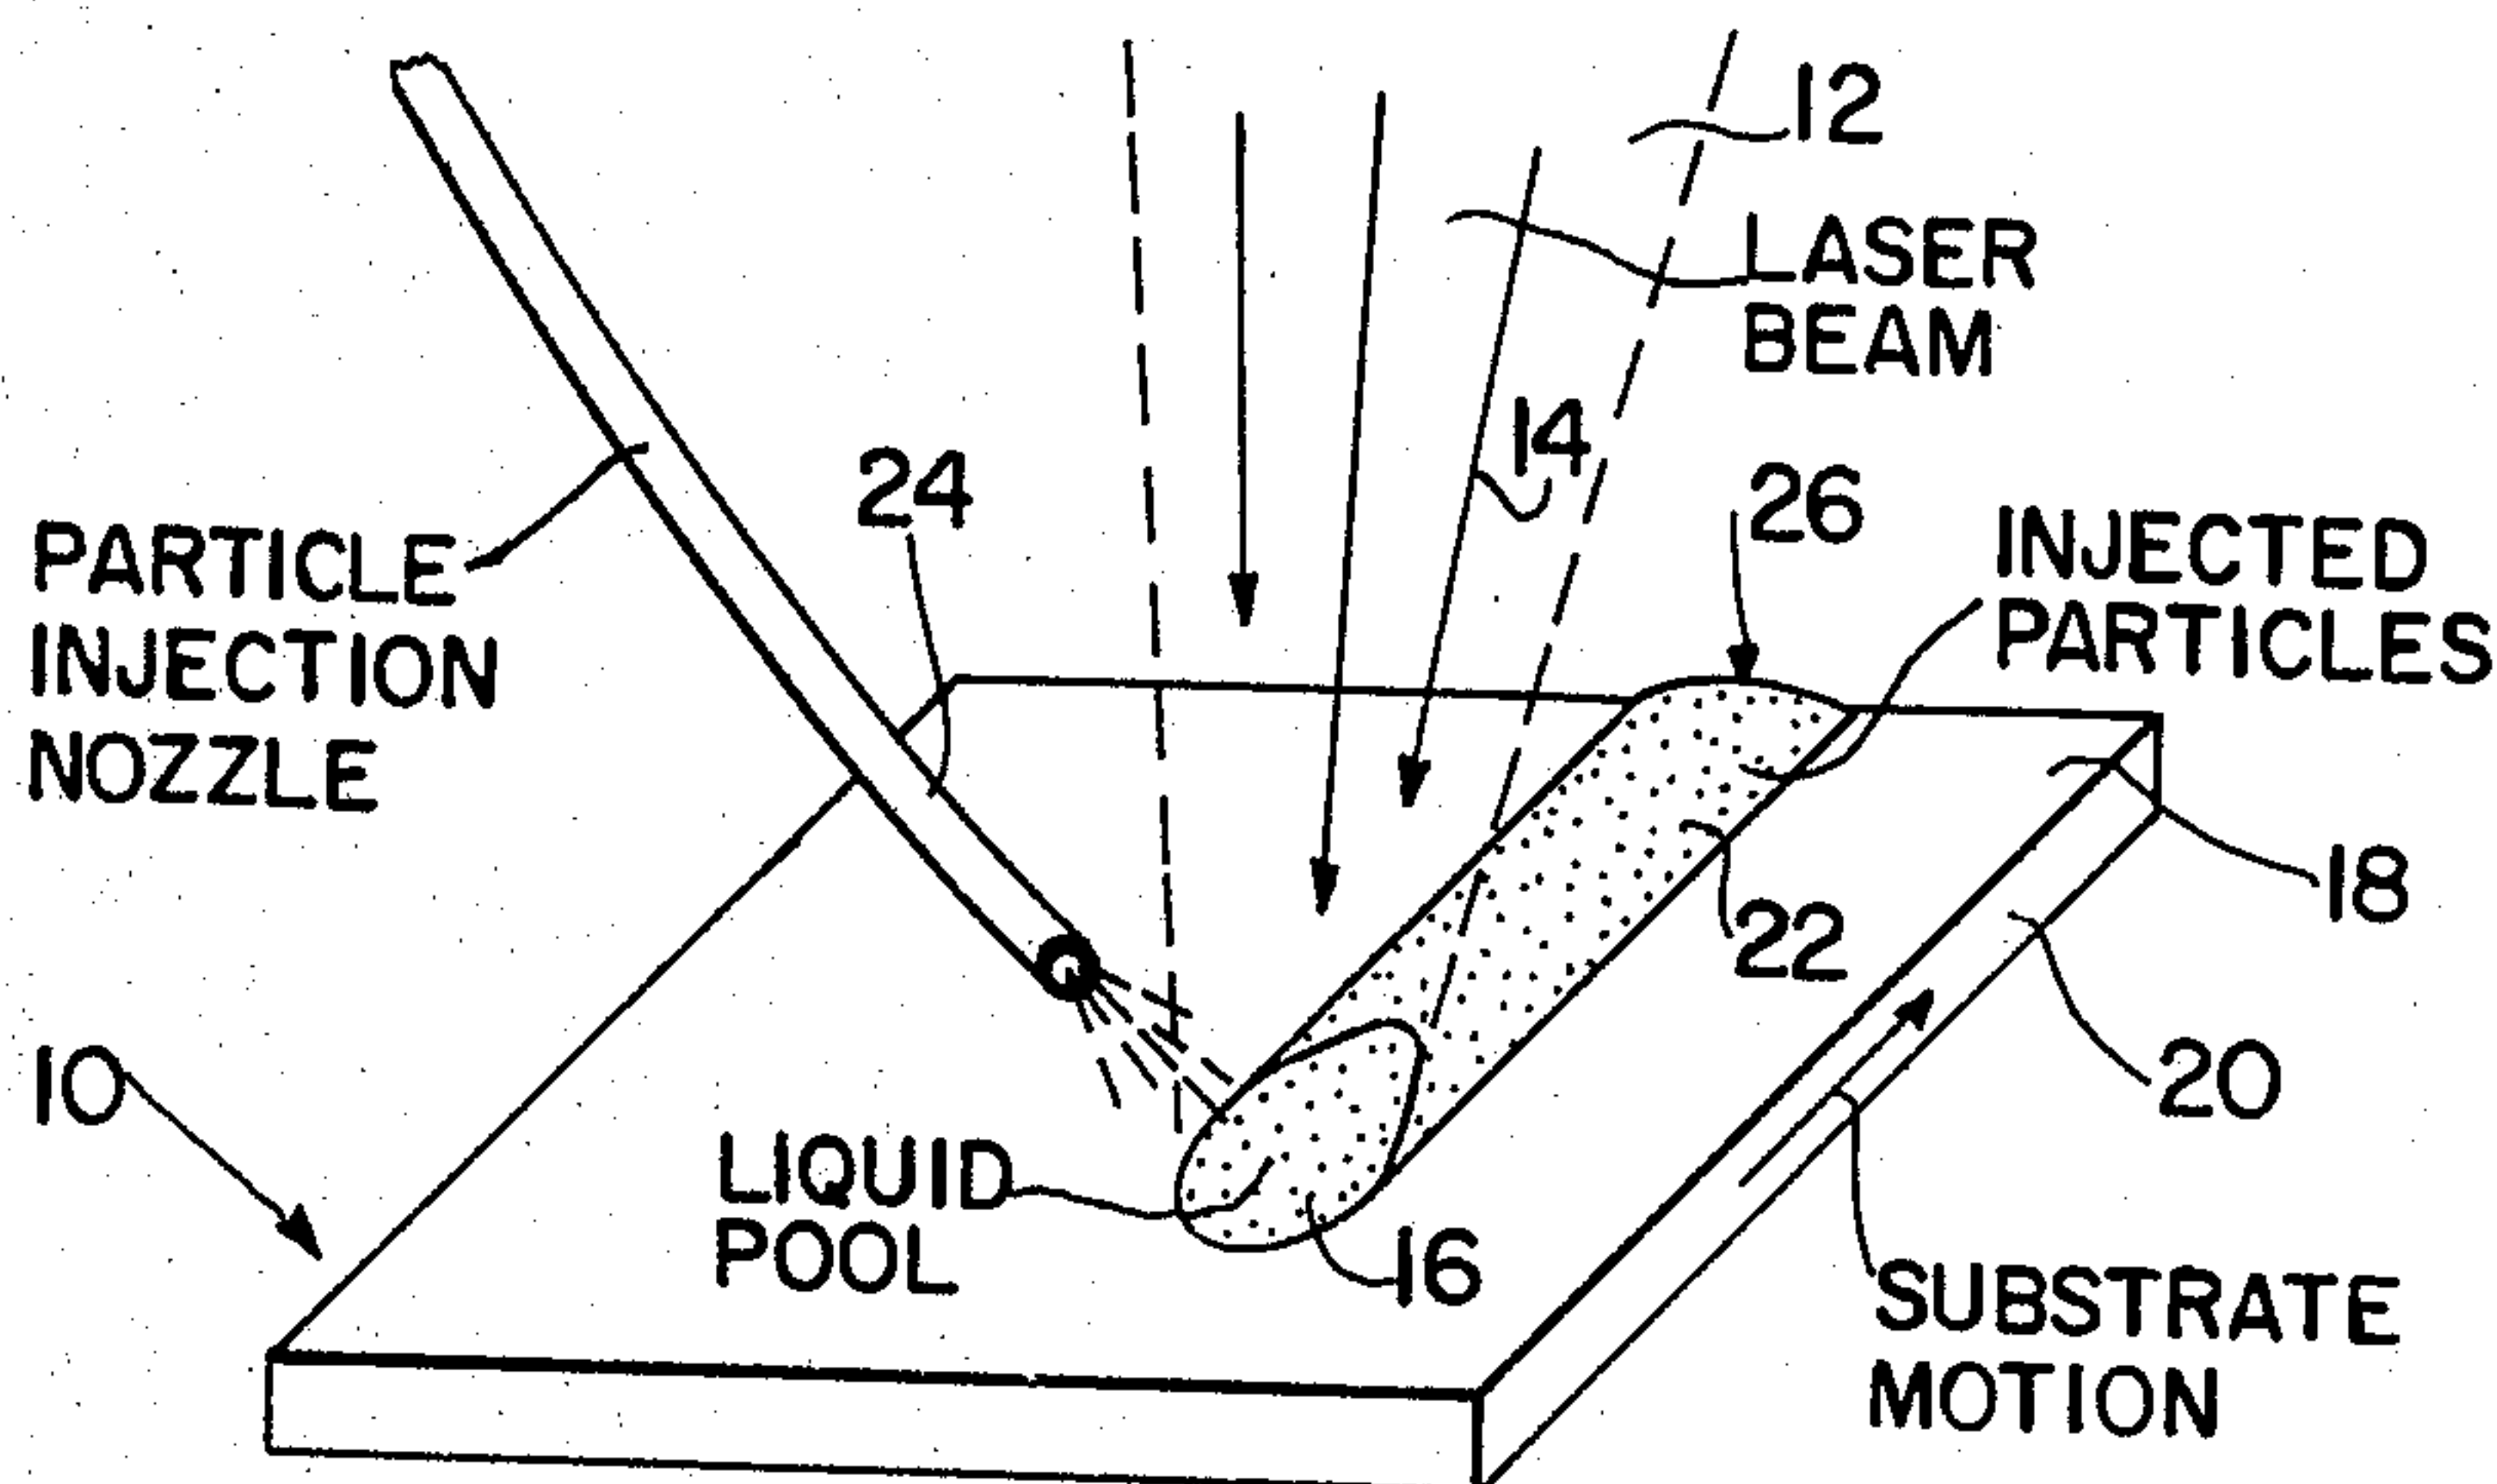 12
LASER
BEAM
14
24
26
INJECTED
PARTICLES
PARTICLE
INJECTION
NOZZLE
18
22
20
10
LIQUID
POOL
16
SUBSTRATE
MOTION